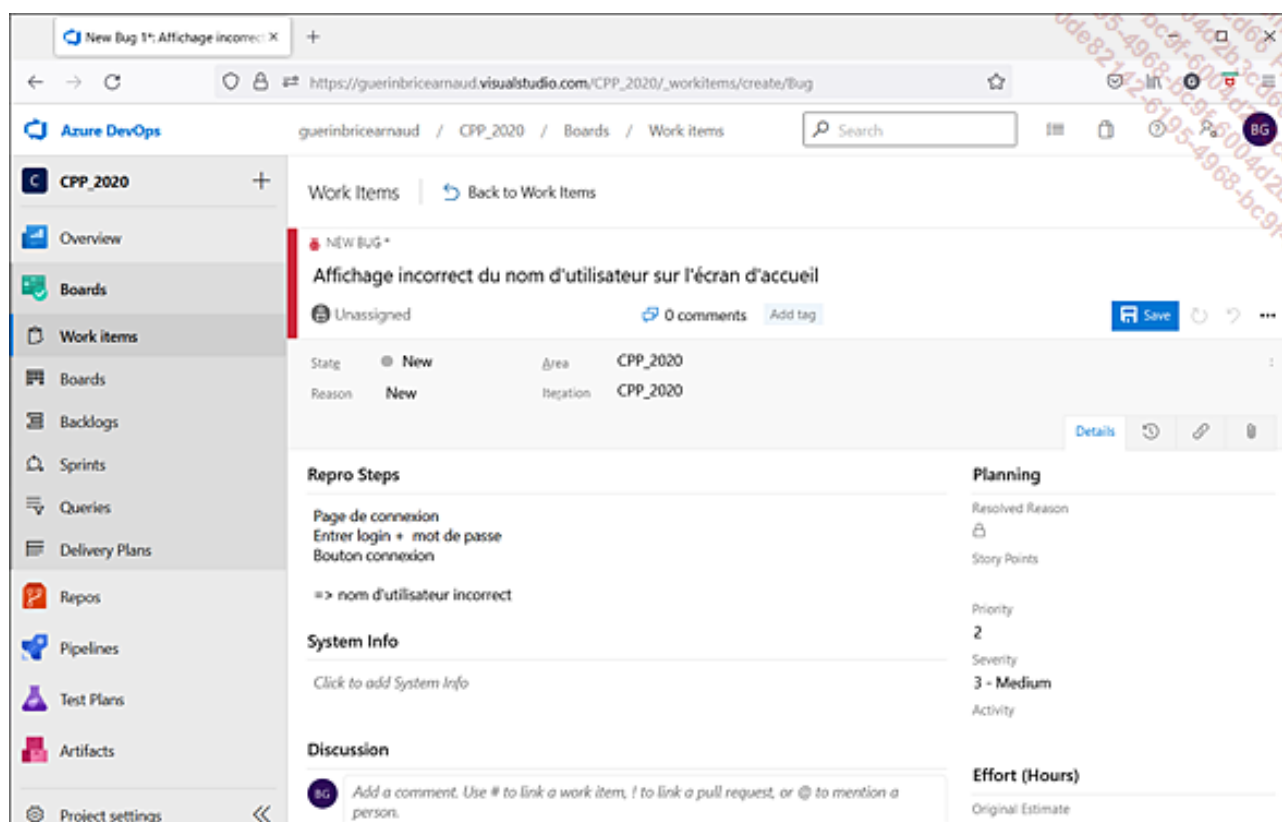 New Bug 1*: Affichage incorrec
https://guerinbricearnaud.visualstudio.com/CPP_2020/_workitems/create/Bug
Azure DevOps
guerinbricearnaud / CPP_2020 / Boards / Work items
Search
BG
C CPP_2020
Work Items
Back to Work Items
Overview
NEW BUG *
Affichage incorrect du nom d'utilisateur sur l'écran d'accueil
Boards
Unassigned
0 comments
Add tag
Save
Work items
State New
Area CPP_2020
Boards
Reason New
Iteration CPP_2020
Backlogs
Details
Sprints
Repro Steps
Planning
Queries
Page de connexion
Entrer login + mot de passe
Bouton connexion
Resolved Reason
Delivery Plans
Story Points
Repos
=> nom d'utilisateur incorrect
Priority
2
Pipelines
System Info
Severity
3 - Medium
Click to add System Info
Test Plans
Activity
Artifacts
Discussion
Effort (Hours)
BG
Add a comment. Use # to link a work item, ! to link a pull request, or @ to mention a
person.
Original Estimate
Project settings